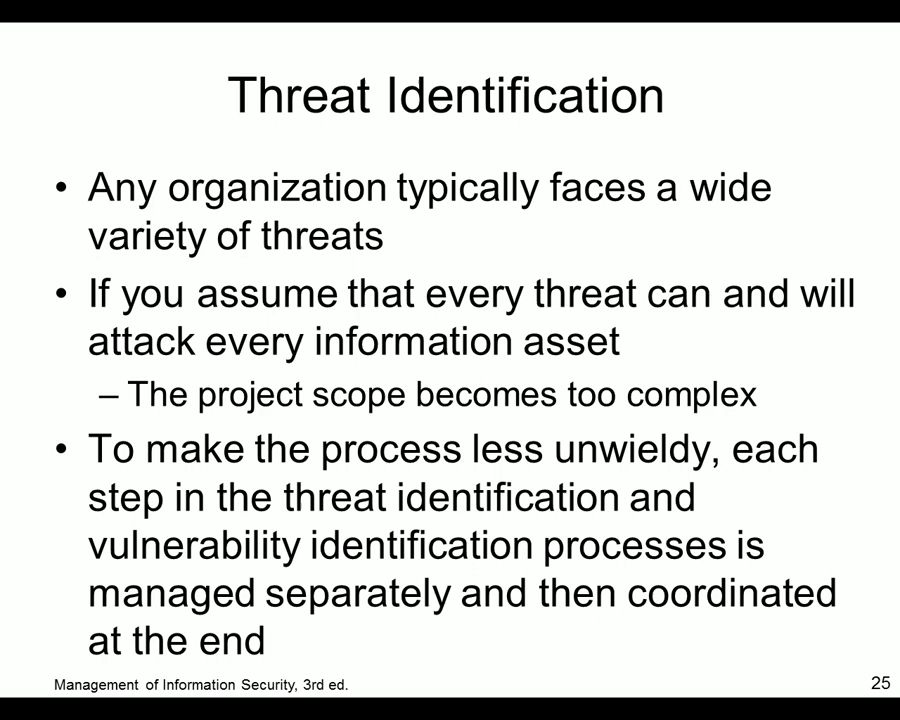 Threat Identification
• Any organization typically faces a wide
variety of threats
• If you assume that every threat can and will
attack every information asset
– The project scope becomes too complex
• To make the process less unwieldy, each
step in the threat identification and
vulnerability identification processes is
managed separately and then coordinated
at the end
Management of Information Security, 3rd ed.
25